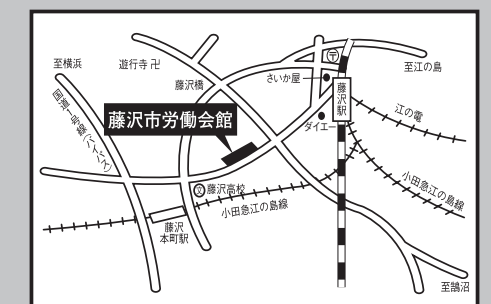 至横浜
遊行寺卍
〒
至江の島
藤沢橋
さいか屋
藤沢駅
国道1号線(バイパス)
藤沢市労働会館
ダイエー
江の電
文藤沢高校
小田急江の島線
小田急江の島線
藤沢
本町駅
至鵠沼